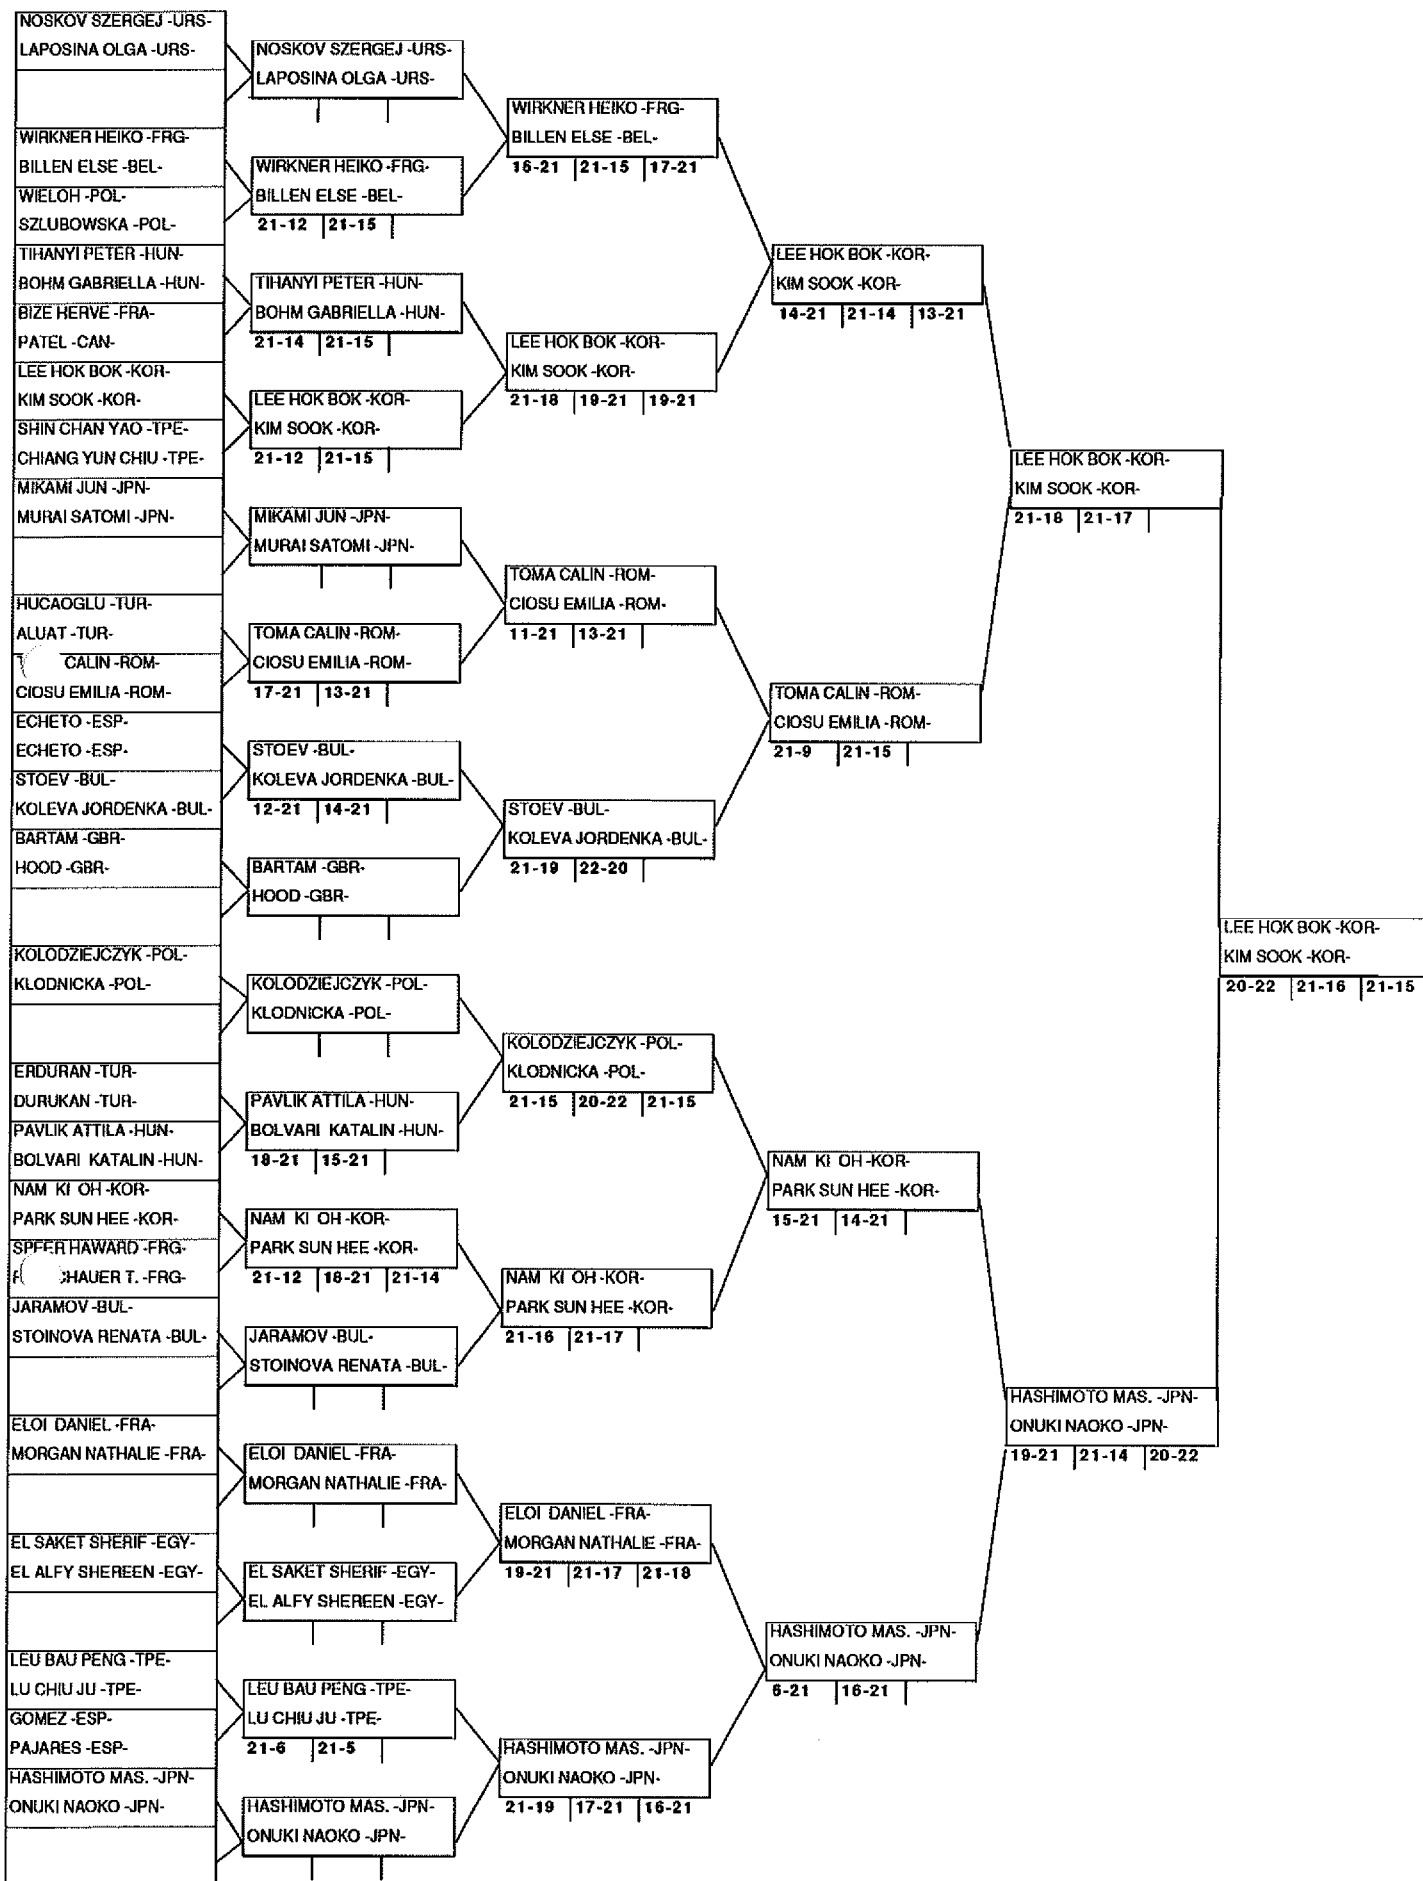 NOSKOV SZERGEJ -URS-
LAPOSINA OLGA -URS-
WIRKNER HEIKO -FRG-
BILLEN ELSE -BEL-
WIELOH -POL-
SZLUBOWSKA -POL-
TIHANYI PETER -HUN-
BOHM GABRIELLA -HUN-
BIZE HERVE -FRA-
PATEL -CAN-
LEE HOK BOK -KOR-
KIM SOOK -KOR-
SHIN CHAN YAO -TPE-
CHIANG YUN CHIU -TPE-
MIKAMI JUN -JPN-
MURAI SATOMI -JPN-
HUCAOGLU -TUR-
ALUAT -TUR-
CALIN -ROM-
CIOSU EMILIA -ROM-
ECHETO -ESP-
ECHETO -ESP-
STOEV -BUL-
KOLEVA JORDENKA -BUL-
BARTAM -GBR-
HOOD -GBR-
KOLODZIEJCZYK -POL-
KLODNICKA -POL-
ERDURAN -TUR-
DURUKAN -TUR-
PAVLIK ATTILA -HUN-
BOLVARI KATALIN -HUN-
NAM KI OH -KOR-
PARK SUN HEE -KOR-
SPEER HAWARD -FRG-
T. -FRG-
JARAMOV -BUL-
STOINOVA RENATA -BUL-
ELOI DANIEL -FRA-
MORGAN NATHALIE -FRA-
EL SAKET SHERIF -EGY-
EL ALFY SHEREEN -EGY-
LEU BAU PENG -TPE-
LU CHIU JU -TPE-
GOMEZ -ESP-
PAJARES -ESP-
HASHIMOTO MAS. -JPN-
ONUKI NAOKO -JPN-
NOSKOV SZERGEJ -URS-
LAPOSINA OLGA -URS-
WIRKNER HEIKO -FRG-
BILLEN ELSE -BEL-
21-12 21-15
TIHANYI PETER -HUN-
BOHM GABRIELLA -HUN-
21-14 21-15
LEE HOK BOK -KOR-
KIM SOOK -KOR-
21-12 21-15
MIKAMI JUN -JPN-
MURAI SATOMI -JPN-
TOMA CALIN -ROM-
CIOSU EMILIA -ROM-
17-21 13-21
STOEV -BUL-
KOLEVA JORDENKA -BUL-
12-21 14-21
BARTAM -GBR-
HOOD -GBR-
KOLODZIEJCZYK -POL-
KLODNICKA -POL-
PAVLIK ATTILA -HUN-
BOLVARI KATALIN -HUN-
18-21 15-21
NAM KI OH -KOR-
PARK SUN HEE -KOR-
21-12 18-21 21-14
JARAMOV -BUL-
STOINOVA RENATA -BUL-
ELOI DANIEL -FRA-
MORGAN NATHALIE -FRA-
EL SAKET SHERIF -EGY-
EL ALFY SHEREEN -EGY-
LEU BAU PENG -TPE-
LU CHIU JU -TPE-
21-6 21-5
HASHIMOTO MAS. -JPN-
ONUKI NAOKO -JPN-
WIRKNER HEIKO -FRG-
BILLEN ELSE -BEL-
16-21 21-15 17-21
LEE HOK BOK -KOR-
KIM SOOK -KOR-
21-18 19-21 19-21
TOMA CALIN -ROM-
CIOSU EMILIA -ROM-
11-21 13-21
STOEV -BUL-
KOLEVA JORDENKA -BUL-
21-19 22-20
KOLODZIEJCZYK -POL-
KLODNICKA -POL-
21-15 20-22 21-15
NAM KI OH -KOR-
PARK SUN HEE -KOR-
21-16 21-17
ELOI DANIEL -FRA-
MORGAN NATHALIE -FRA-
19-21 21-17 21-18
HASHIMOTO MAS. -JPN-
ONUKI NAOKO -JPN-
21-19 17-21 16-21
LEE HOK BOK -KOR-
KIM SOOK -KOR-
14-21 21-14 13-21
TOMA CALIN -ROM-
CIOSU EMILIA -ROM-
21-9 21-15
NAM KI OH -KOR-
PARK SUN HEE -KOR-
15-21 14-21
HASHIMOTO MAS. -JPN-
ONUKI NAOKO -JPN-
6-21 16-21
LEE HOK BOK -KOR-
KIM SOOK -KOR-
21-18 21-17
HASHIMOTO MAS. -JPN-
ONUKI NAOKO -JPN-
19-21 21-14 20-22
LEE HOK BOK -KOR-
KIM SOOK -KOR-
20-22 21-16 21-15